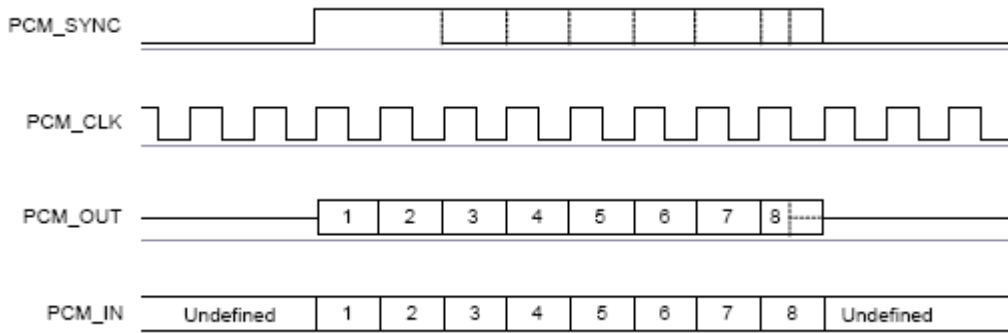 PCM_SYNC
PCM_CLK
PCM_OUT 1 2 3 4 5 6 7 8
PCM_IN Undefined 1 2 3 4 5 6 7 8 Undefined